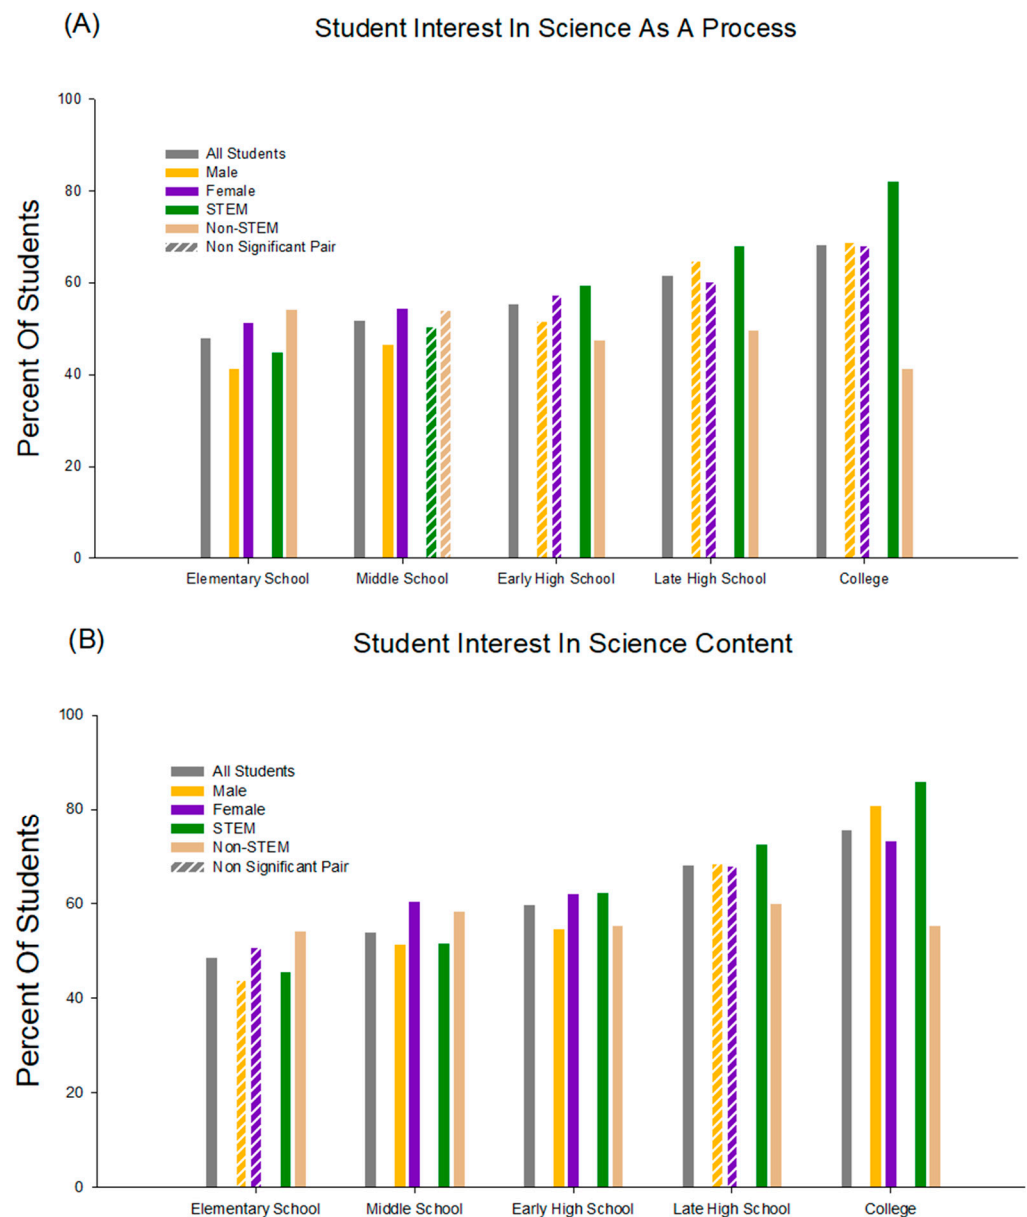 (A)
Student Interest In Science As A Process
Percent Of Students
100
80
60
40
20
0
All Students
Male
Female
STEM
Non-STEM
Non Significant Pair
Elementary School Middle School Early High School Late High School College
(B)
Student Interest In Science Content
Percent Of Students
100
80
60
40
20
0
All Students
Male
Female
STEM
Non-STEM
Non Significant Pair
Elementary School Middle School Early High School Late High School College